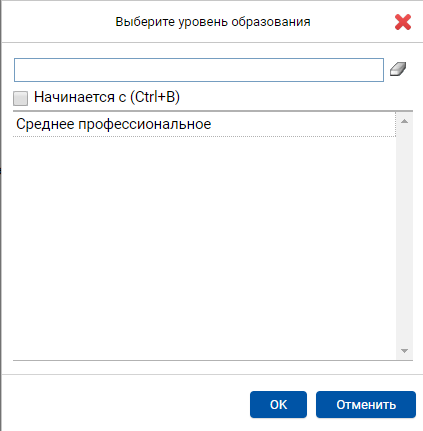 Выберите уровень образования
Начинается с (Ctrl+B)
Среднее профессиональное
OK
Отменить